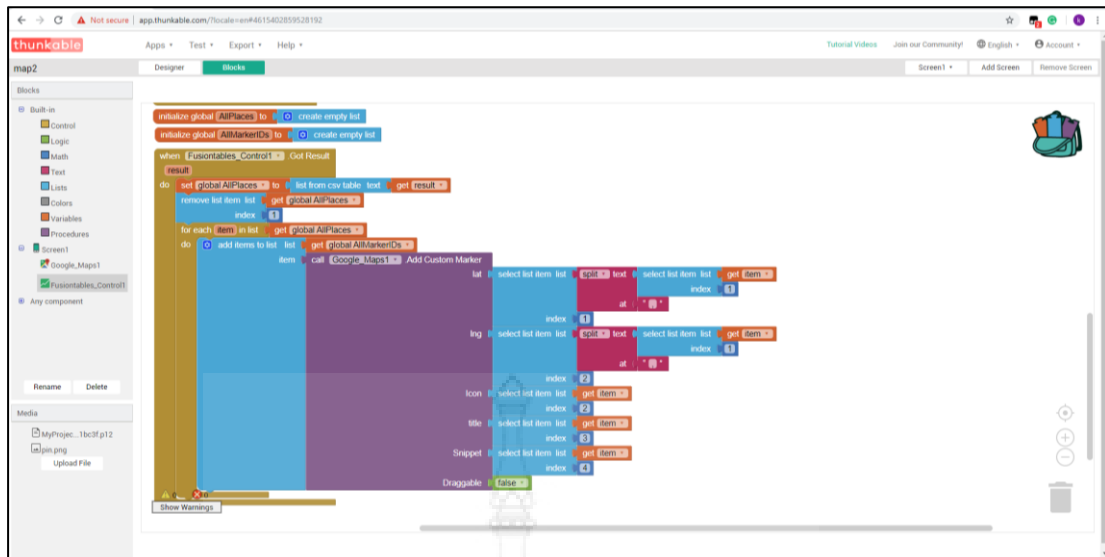 Not secure app.thunkable.com/?locale=en#4615402859528192
thunkable Apps Test Export Help Tutorial Videos Join our Community! English Account
map2 Designer Blocks Screen1 Add Screen Remove Screen
Blocks
Built-in
Control
Logic
Math
Text
Lists
Colors
Variables
Procedures
Screen1
Google_Maps1
Fusiontables_Control1
Any component
Rename Delete
Media
MyProjec...1bc3f.p12
pin.png
Upload File
initialize global AllPlaces to create empty list
initialize global AllMarkerIDs to create empty list
when Fusiontables_Control1 .Got Result
result
do set global AllPlaces to list from csv table text get result
remove list item list get global AllPlaces
index 1
for each item in list get global AllPlaces
do add items to list list get global AllMarkerIDs
item call Google_Maps1 .Add Custom Marker
lat select list item list split text select list item list get item
index 1
at " , "
index 1
lng select list item list split text select list item list get item
index 1
at " , "
index 2
Icon select list item list get item
index 2
title select list item list get item
index 3
Snippet select list item list get item
index 4
Draggable false
Show Warnings